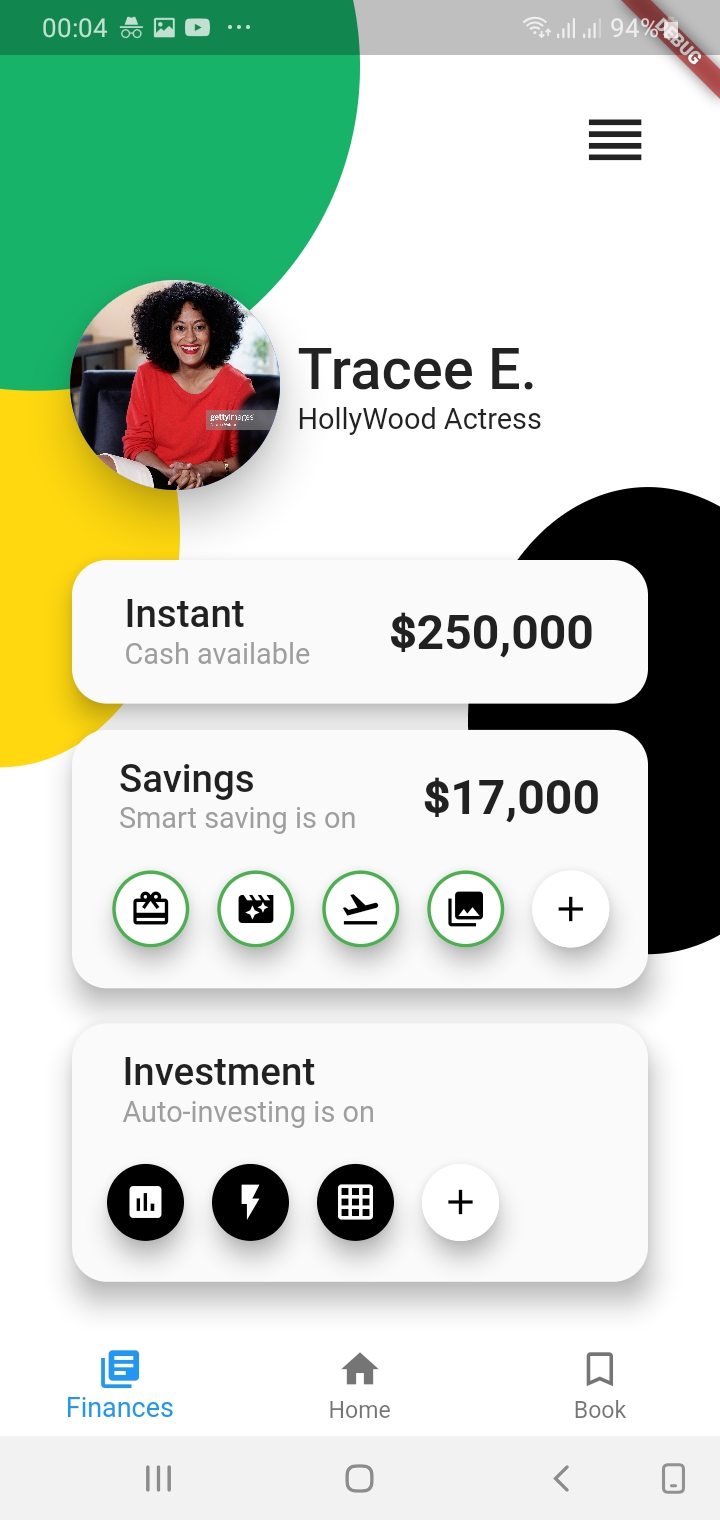 00:04 94%
DEBUG
Tracee E.
HollyWood Actress
gettyimages
Instant
Cash available
$250,000
Savings
Smart saving is on
$17,000
Investment
Auto-investing is on
Finances
Home
Book